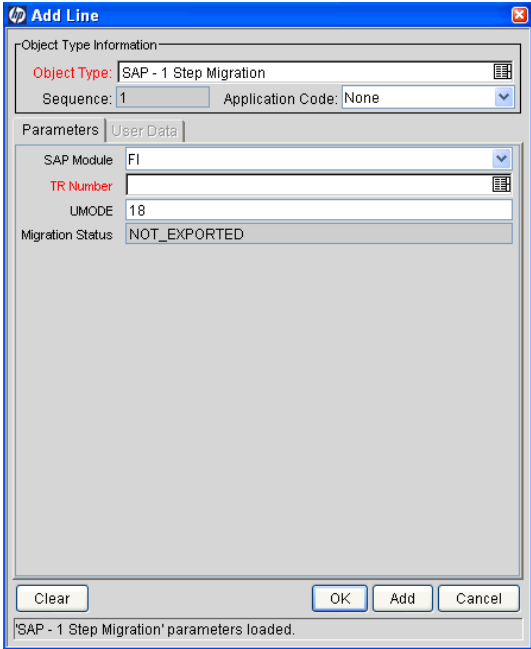 Add Line
Object Type Information
Object Type: SAP - 1 Step Migration
Sequence: 1 Application Code: None
Parameters User Data
SAP Module FI
TR Number
UMODE 18
Migration Status NOT_EXPORTED
Clear OK Add Cancel
'SAP - 1 Step Migration' parameters loaded.